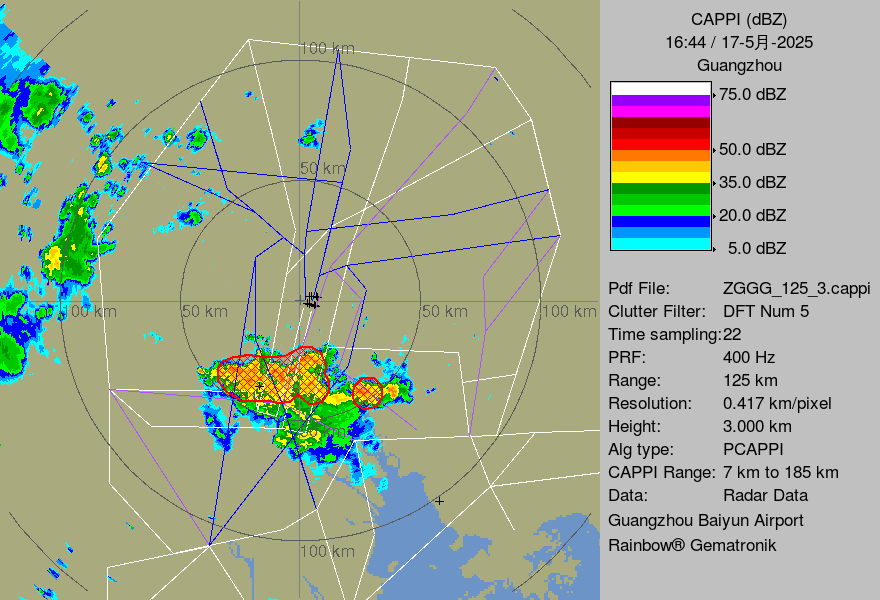 CAPPI (dBZ)
16:44 / 17-5月-2025
Guangzhou
75.0 dBZ
50.0 dBZ
35.0 dBZ
20.0 dBZ
5.0 dBZ
Pdf File: ZGGG_125_3.cappi
Clutter Filter: DFT Num 5
Time sampling:22
PRF: 400 Hz
Range: 125 km
Resolution: 0.417 km/pixel
Height: 3.000 km
Alg type: PCAPPI
CAPPI Range: 7 km to 185 km
Data: Radar Data
Guangzhou Baiyun Airport
Rainbow® Gematronik
100 km
50 km
100 km
50 km
50 km
100 km
100 km